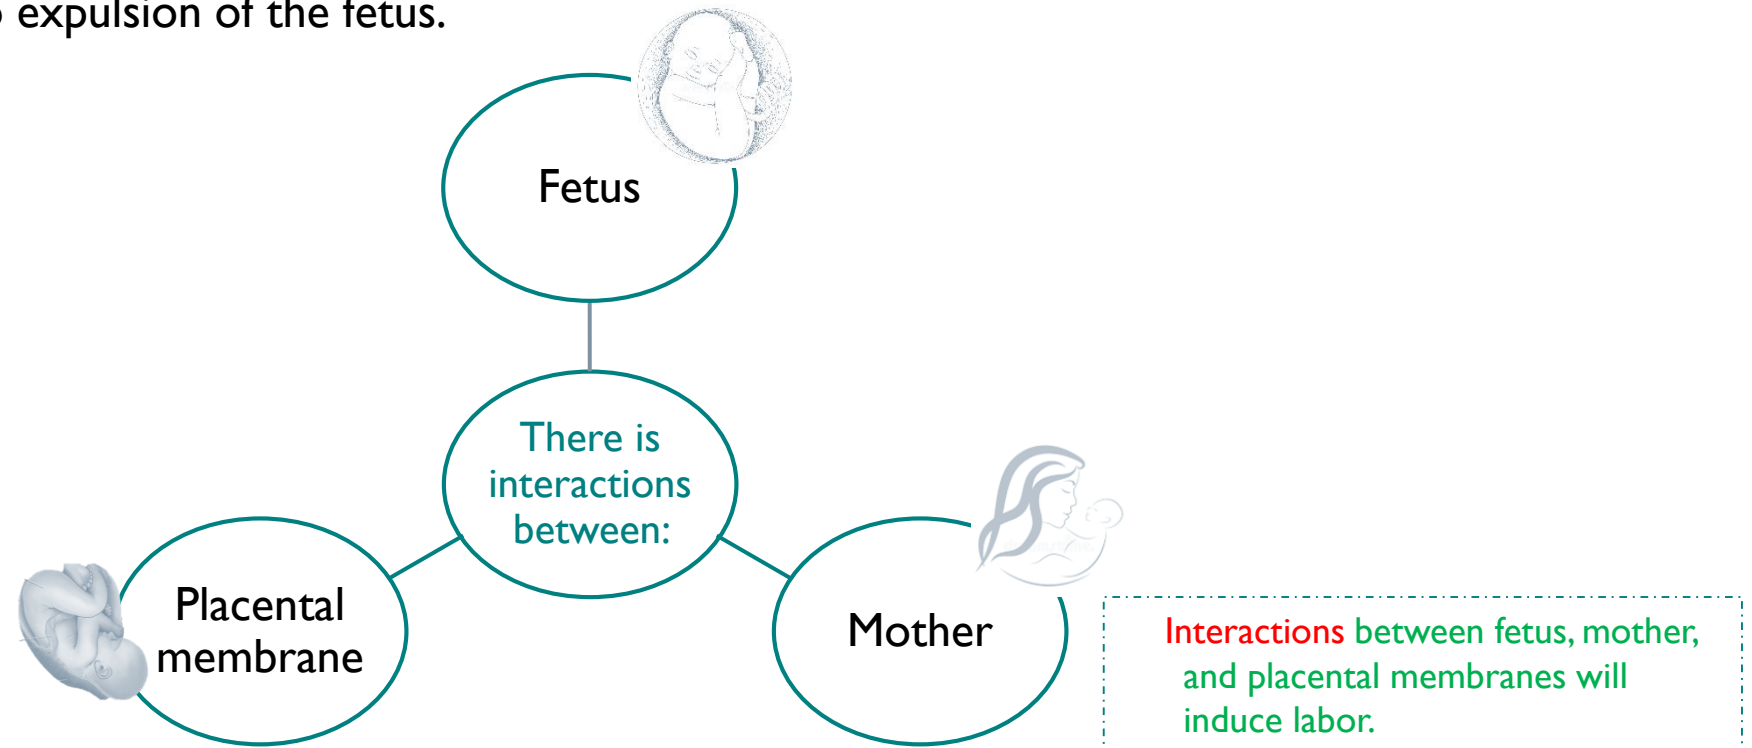 expulsion of the fetus.
Fetus
There is
interactions
between:
Placental
membrane
Mother
Interactions between fetus, mother,
and placental membranes will
induce labor.